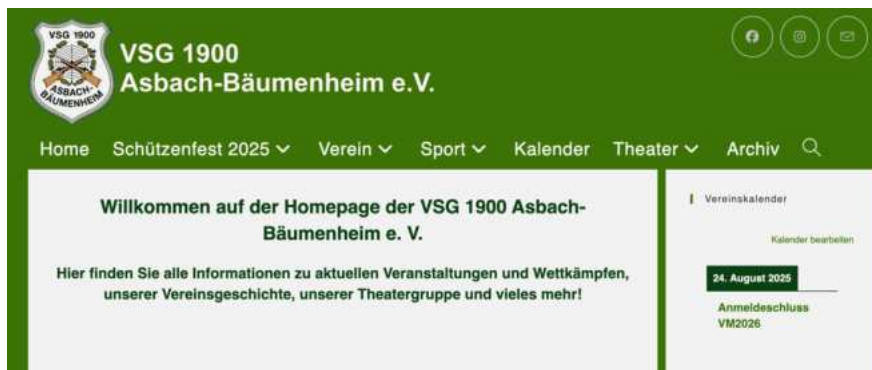 VSG 1900
ASBACH-
BÄUMENHEIM
VSG 1900
Asbach-Bäumenheim e.V.
Home Schützenfest 2025 Verein Sport Kalender Theater Archiv
Willkommen auf der Homepage der VSG 1900 Asbach-
Bäumenheim e. V.
Hier finden Sie alle Informationen zu aktuellen Veranstaltungen und Wettkämpfen,
unserer Vereinsgeschichte, unserer Theatergruppe und vieles mehr!
Vereinskalender
Kalender bearbeiten
24. August 2025
Anmeldeschluss
VM2026